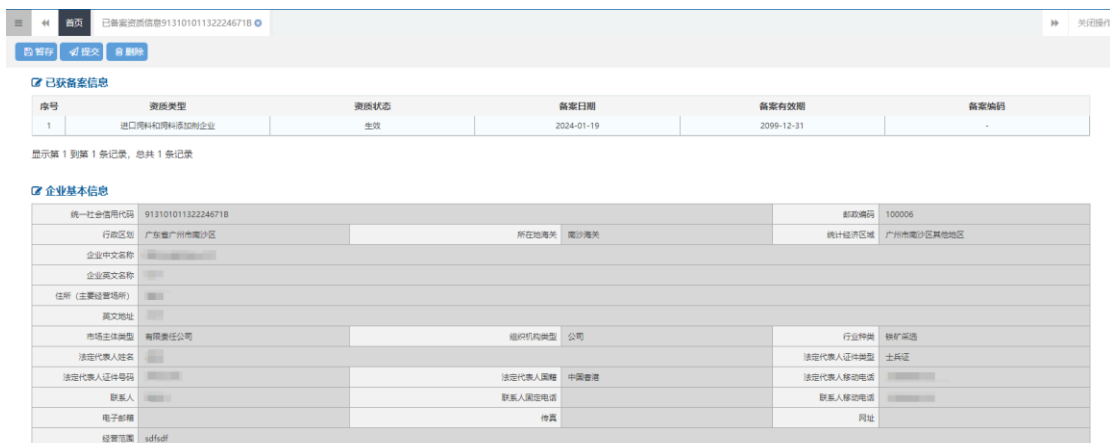 首页 已备案资质信息91310101132224671B 关闭操作
暂存 提交 删除
已获备案信息
序号 资质类型 资质状态 备案日期 备案有效期 备案编码
1 进口饲料和饲料添加剂企业 生效 2024-01-19 2099-12-31 -
显示第 1 到第 1 条记录，总共 1 条记录
企业基本信息
统一社会信用代码 91310101132224671B 邮政编码 100006
行政区划 广东省广州市南沙区 所在地海关 南沙海关 统计经济区域 广州市南沙区其他地区
企业中文名称
企业英文名称
住所（主要经营场所）
英文地址
市场主体类型 有限责任公司 组织机构类型 公司 行业种类 铁矿采选
法定代表人姓名 法定代表人证件类型 士兵证
法定代表人证件号码 法定代表人国籍 中国香港 法定代表人移动电话
联系人 联系人固定电话 联系人移动电话
电子邮箱 传真 网址
经营范围 sdfsdf